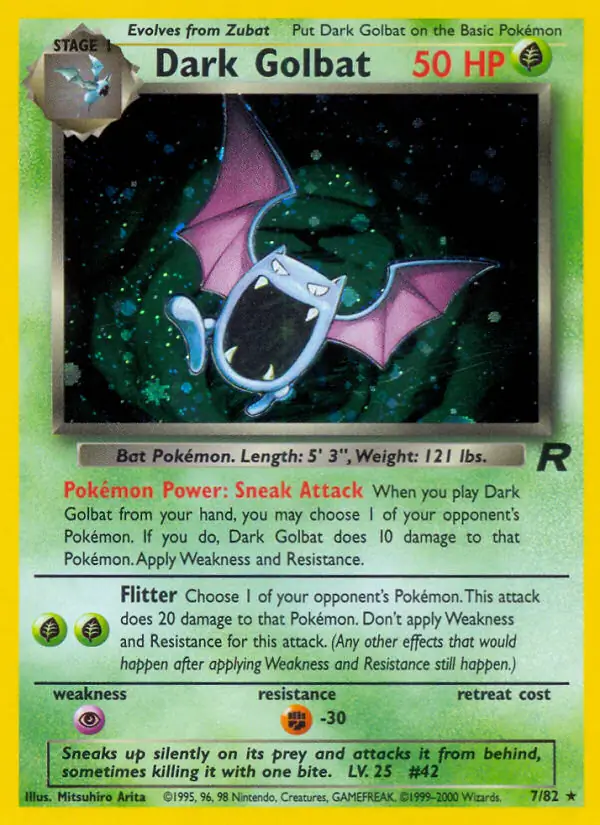 Evolves from Zubat Put Dark Golbat on the Basic Pokémon
STAGE 1
Dark Golbat 50 HP
Bat Pokémon. Length: 5' 3", Weight: 121 lbs.
R
Pokémon Power: Sneak Attack When you play Dark
Golbat from your hand, you may choose 1 of your opponent's
Pokémon. If you do, Dark Golbat does 10 damage to that
Pokémon. Apply Weakness and Resistance.
Flitter Choose 1 of your opponent's Pokémon. This attack
does 20 damage to that Pokémon. Don't apply Weakness
and Resistance for this attack. (Any other effects that would
happen after applying Weakness and Resistance still happen.)
weakness resistance retreat cost
-30
Sneaks up silently on its prey and attacks it from behind,
sometimes killing it with one bite. LV. 25 #42
Illus. Mitsuhiro Arita ©1995, 96, 98 Nintendo, Creatures, GAMEFREAK. ©1999-2000 Wizards. 7/82 ★